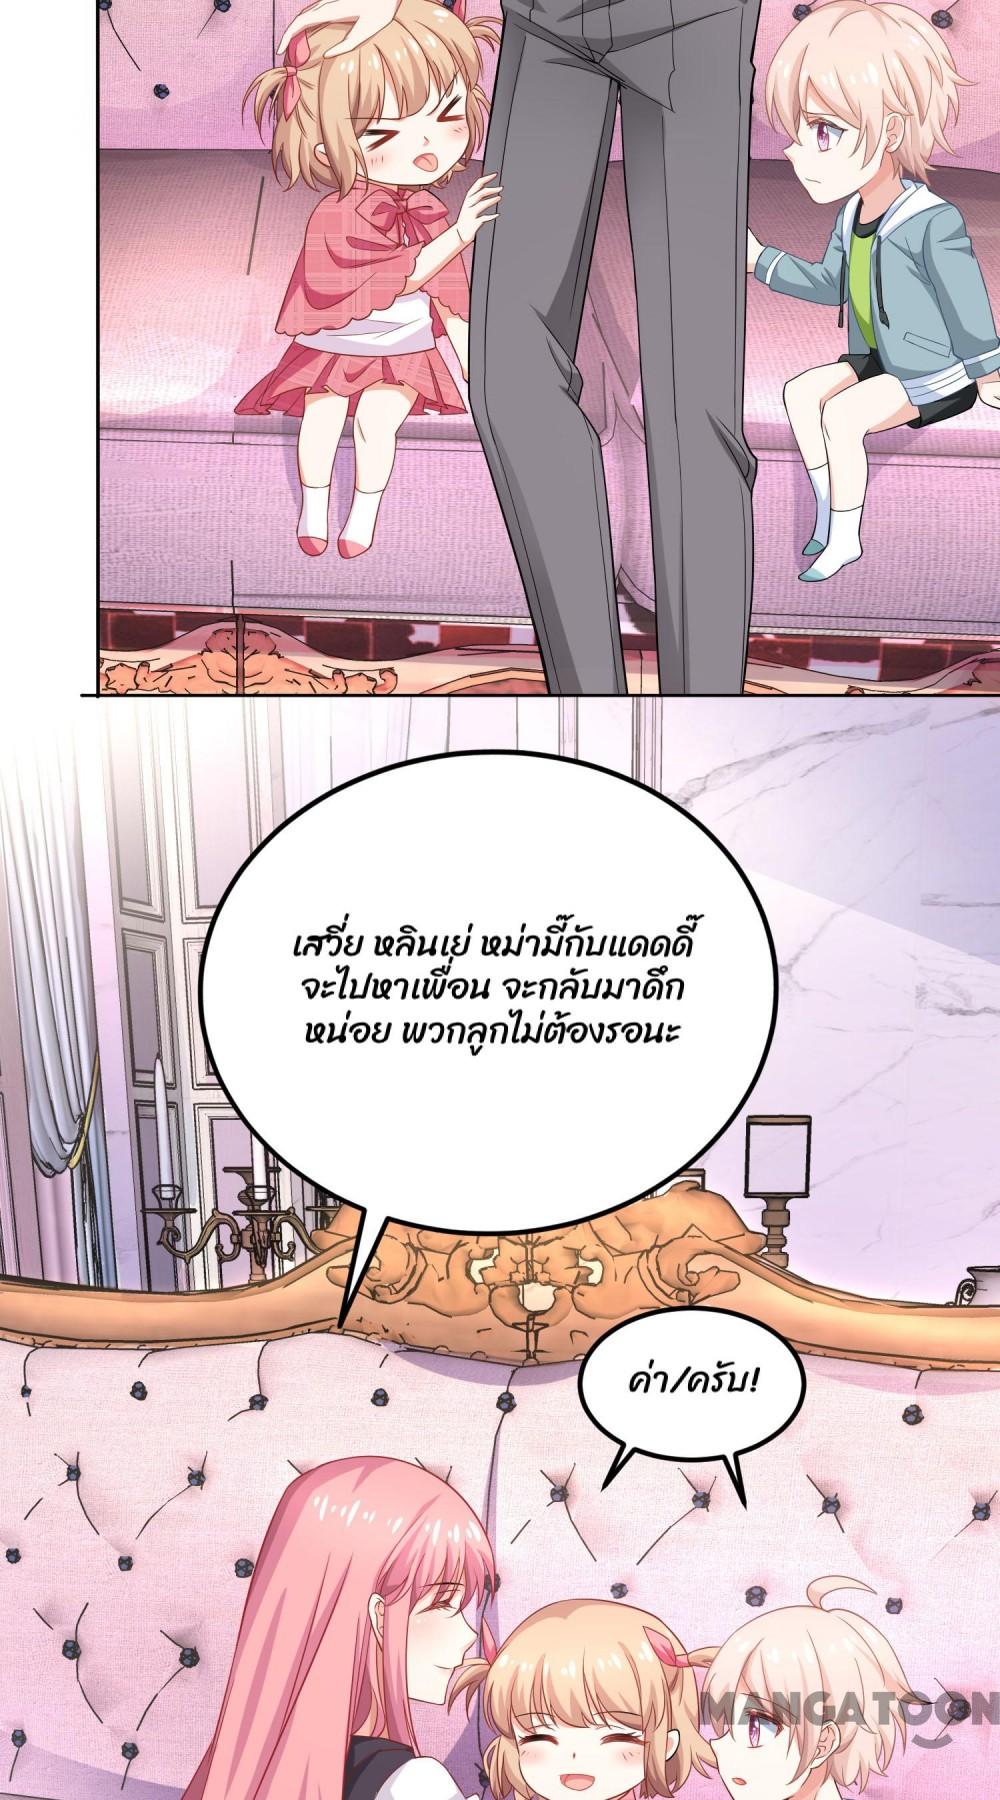 เสวี่ย หลินเย่ หม่ามี๊กับแดดดี๊
จะไปหาเพื่อน จะกลับมาดึก
หน่อย พวกลูกไม่ต้องรอนะ
ค่า/ครับ!
MANGA TOON